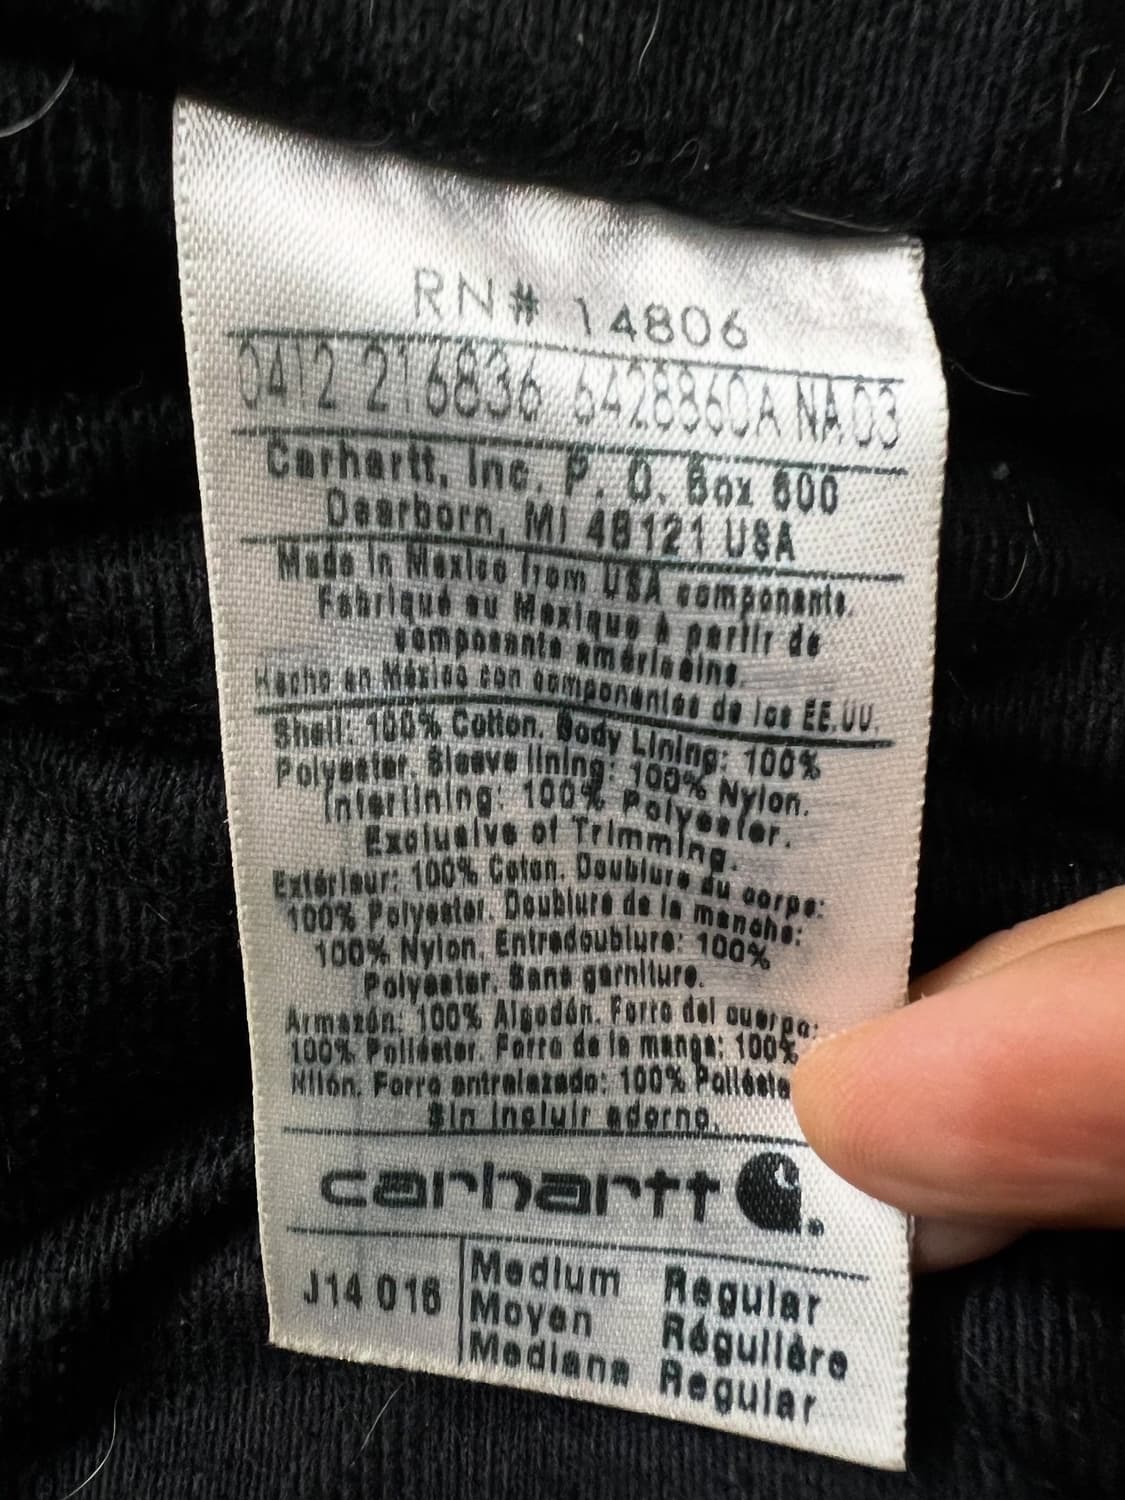 RN# 14806
0412 216836 6428860A NA03
Carhartt, Inc. P. O. Box 600
Dearborn, MI 48121 USA
Made In Mexico from USA components.
Fabriqué au Mexique à partir de
composants américains.
Hecho en México con componentes de los EE.UU.
Shell: 100% Cotton. Body Lining: 100%
Polyester. Sleeve lining: 100% Nylon.
Interlining: 100% Polyester.
Exclusive of Trimming.
Extérieur: 100% Coton. Doublure du corps:
100% Polyester. Doublure de la manche:
100% Nylon. Entredoublure: 100%
Polyester. Sans garniture.
Armazón: 100% Algodón. Forro del cuerpo:
100% Poliéster. Forro de la manga: 100%
Nilón. Forro entrelazado: 100% Polieste
Sin incluir adorno.
carhartt
J14 016
Medium Regular
Moyen Régulière
Mediana Regular